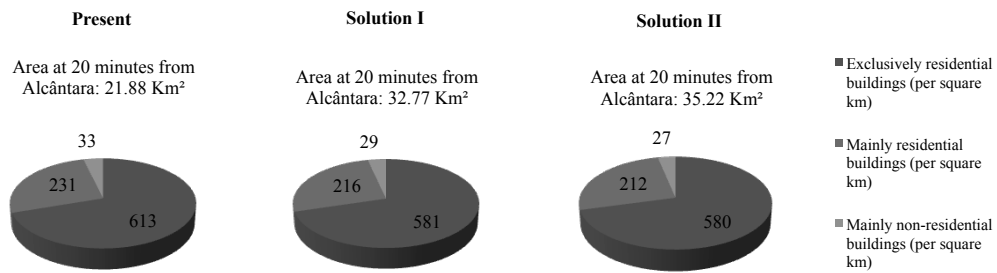 Present
Area at 20 minutes from
Alcântara: 21.88 Km²
33
231
613
Solution I
Area at 20 minutes from
Alcântara: 32.77 Km²
29
216
581
Solution II
Area at 20 minutes from
Alcântara: 35.22 Km²
27
212
580
Exclusively residential
buildings (per square
km)
Mainly residential
buildings (per square
km)
Mainly non-residential
buildings (per square
km)